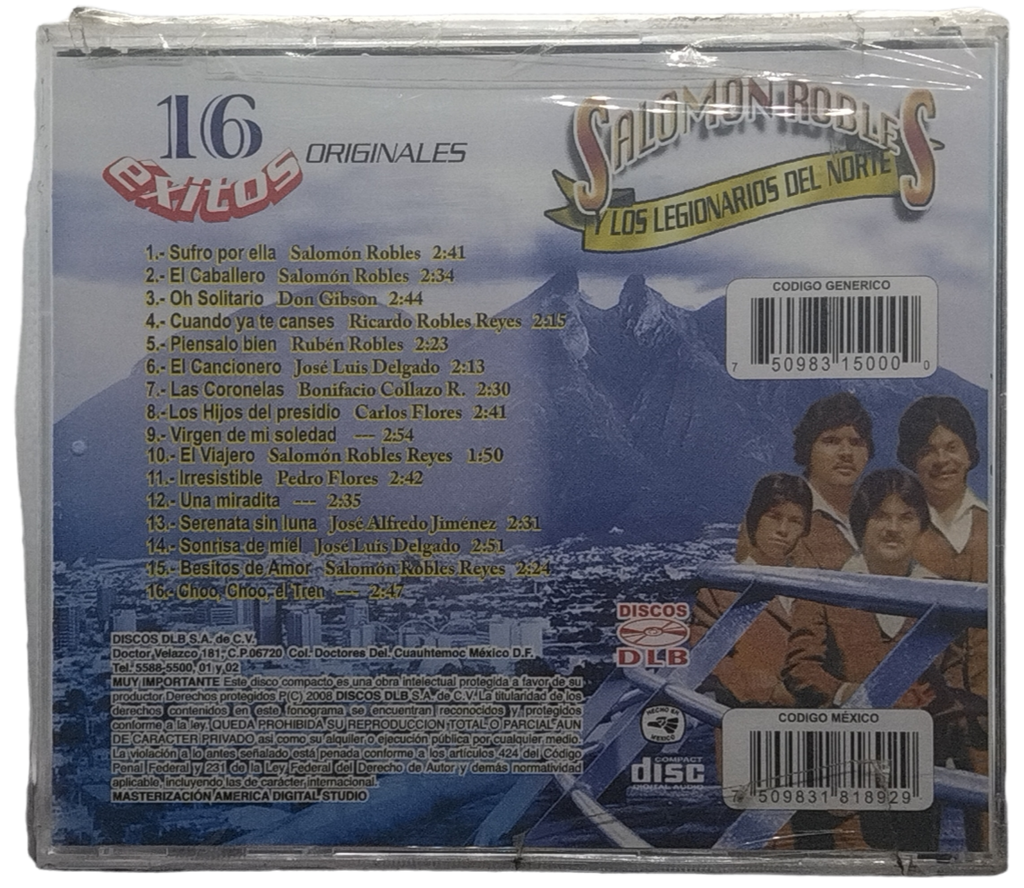 16
exitos
ORIGINALES
SALOMON ROBLES
Y LOS LEGIONARIOS DEL NORTE
1.- Sufro por ella Salomón Robles 2:41
2.- El Caballero Salomón Robles 2:34
3.- Oh Solitario Don Gibson 2:44
4.- Cuando ya te canses Ricardo Robles Reyes 2:15
5.- Piensalo bien Rubén Robles 2:23
6.- El Cancionero José Luis Delgado 2:13
7.- Las Coronelas Bonifacio Collazo R. 2:30
8.-Los Hijos del presidio Carlos Flores 2:41
9.- Virgen de mi soledad --- 2:54
10.- El Viajero Salomón Robles Reyes 1:50
11.- Irresistible Pedro Flores 2:42
12.- Una miradita --- 2:35
13.- Serenata sin luna José Alfredo Jiménez 2:31
14.- Sonrisa de miel José Luis Delgado 2:51
15.- Besitos de Amor Salomón Robles Reyes 2:24
16.- Choo, Choo, el Tren --- 2:47
CODIGO GENERICO
7 50983 15000 0
DISCOS
DLB
HECHO EN
MEXICO
COMPACT
disc
DIGITAL AUDIO
CODIGO MÉXICO
7 509831 818929
DISCOS DLB S.A. de C.V.
Doctor Velazco 181; C.P.06720 Col. Doctores Del. Cuauhtemoc México D.F.
Tel. 5588-5500, 01 y 02
MUY IMPORTANTE Este disco compacto es una obra intelectual protegida a favor de su
productor Derechos protegidos P(C) 2008 DISCOS DLB S.A. de C.V. La titularidad de los
derechos contenidos en este fonograma se encuentran reconocidos y protegidos
conforme a la ley. QUEDA PROHIBIDA SU REPRODUCCION TOTAL O PARCIAL AUN
DE CARACTER PRIVADO así como su alquiler o ejecución pública por cualquier medio.
La violación a lo antes señalado está penada conforme a los artículos 424 del Código
Penal Federal y 231 de la Ley Federal del Derecho de Autor y demás normatividad
aplicable, incluyendo las de carácter internacional.
MASTERIZACIÓN AMERICA DIGITAL STUDIO